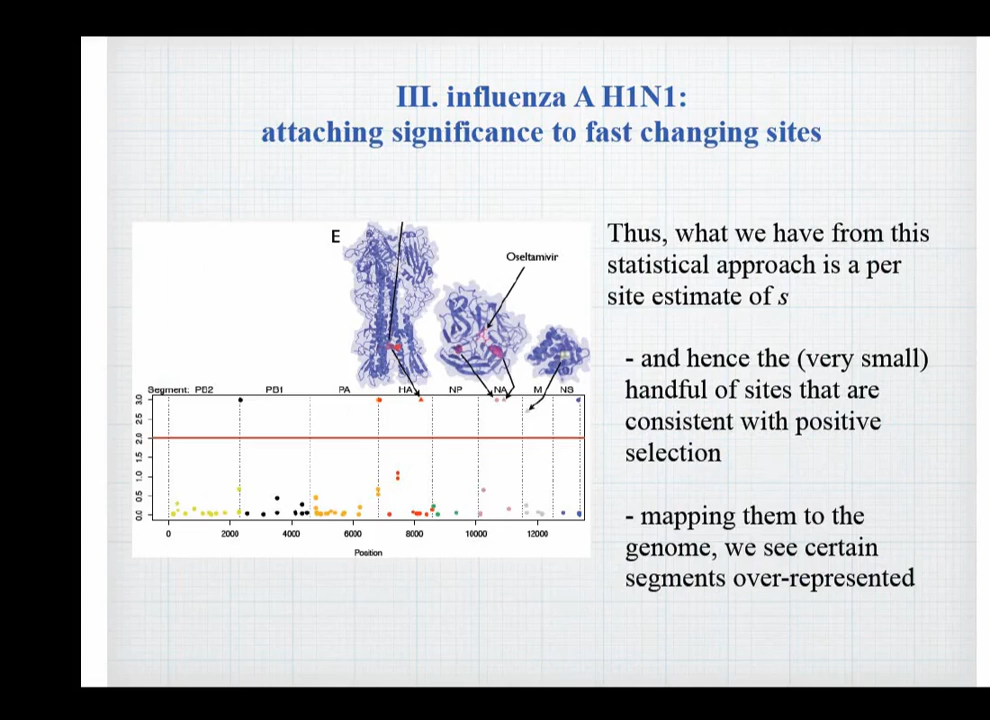 III. influenza A H1N1:
attaching significance to fast changing sites
Thus, what we have from this
statistical approach is a per
site estimate of s
- and hence the (very small)
handful of sites that are
consistent with positive
selection
- mapping them to the
genome, we see certain
segments over-represented
E
Oseltamivir
Segment: PB2 PB1 PA HA NP NA M NS
3.0
2.5
2.0
1.5
1.0
0.5
0.0
0 2000 4000 6000 8000 10000 12000
Position